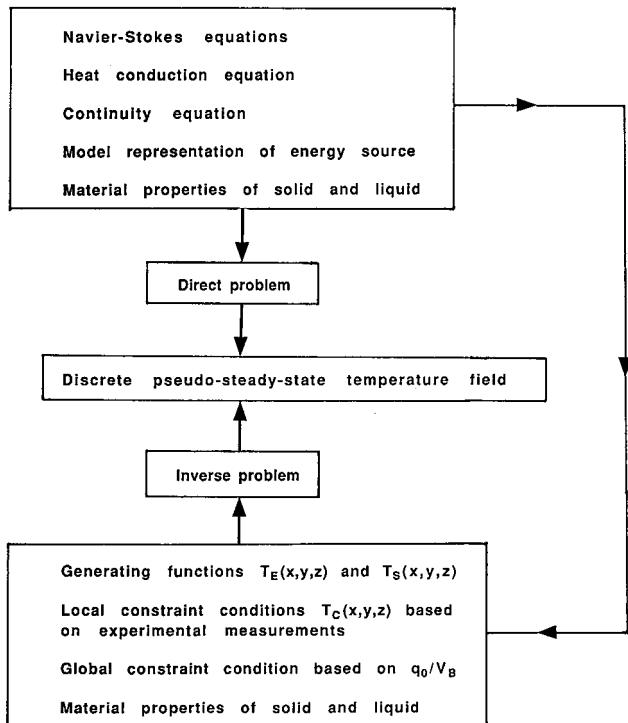 Navier-Stokes equations
Heat conduction equation
Continuity equation
Model representation of energy source
Material properties of solid and liquid
Direct problem
Discrete pseudo-steady-state temperature field
Inverse problem
Generating functions T_E(x,y,z) and T_S(x,y,z)
Local constraint conditions T_C(x,y,z) based
on experimental measurements
Global constraint condition based on q_0/V_B
Material properties of solid and liquid